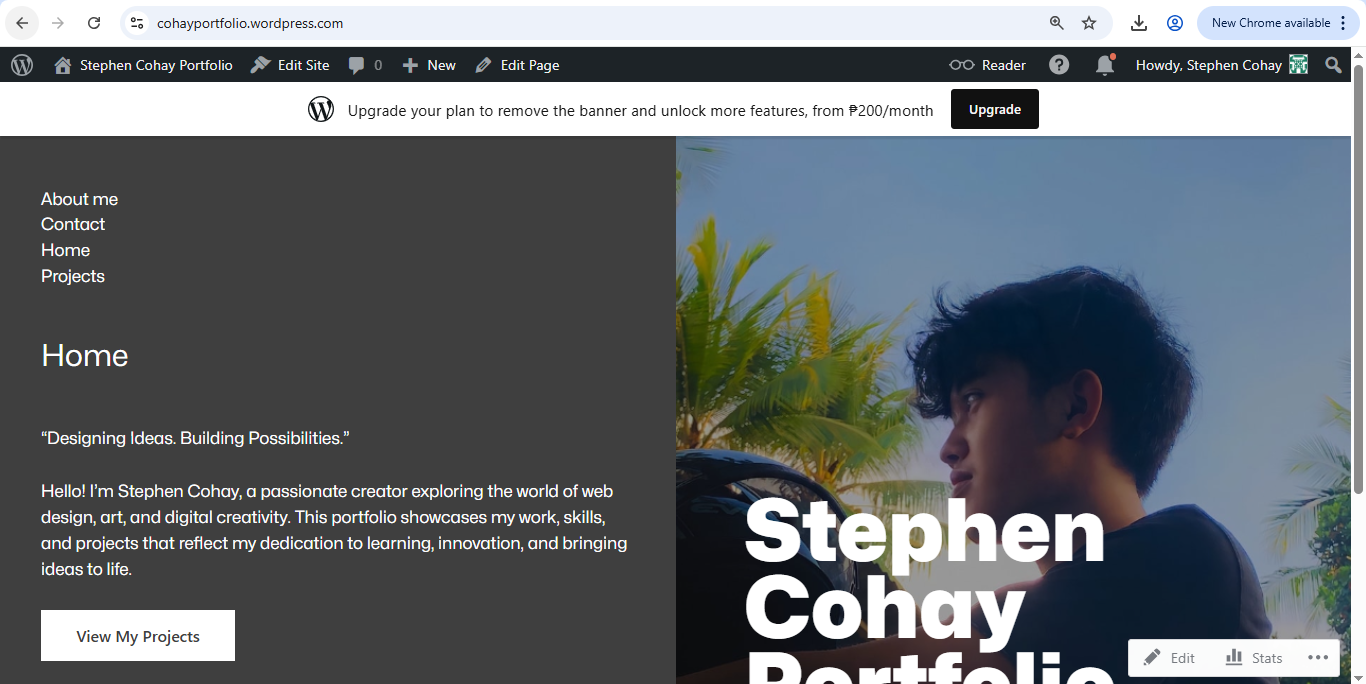 cohayportfolio.wordpress.com
New Chrome available
Stephen Cohay Portfolio Edit Site 0 New Edit Page Reader Howdy, Stephen Cohay
Upgrade your plan to remove the banner and unlock more features, from ₱200/month Upgrade
About me
Contact
Home
Projects
Home
“Designing Ideas. Building Possibilities.”
Hello! I’m Stephen Cohay, a passionate creator exploring the world of web
design, art, and digital creativity. This portfolio showcases my work, skills,
and projects that reflect my dedication to learning, innovation, and bringing
ideas to life.
View My Projects
Stephen
Cohay
Portfolio
Edit Stats